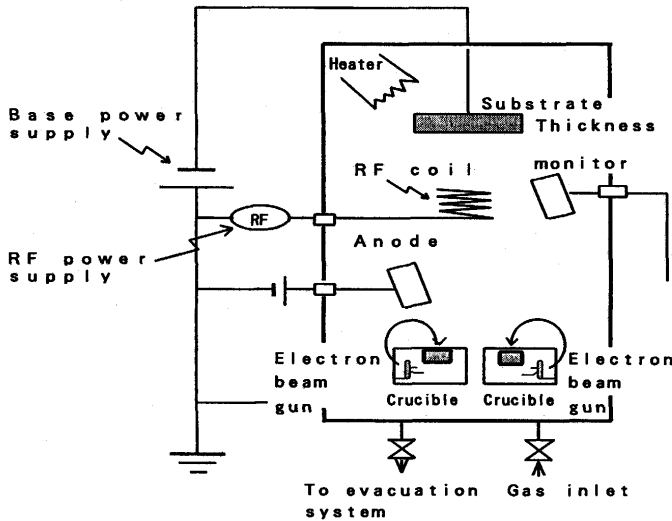 Heater
Base power
supply
Substrate
Thickness
RF coil
monitor
RF
Anode
RF power
supply
Electron
beam
gun
Crucible
Crucible
Electron
beam
gun
To evacuation
system
Gas inlet